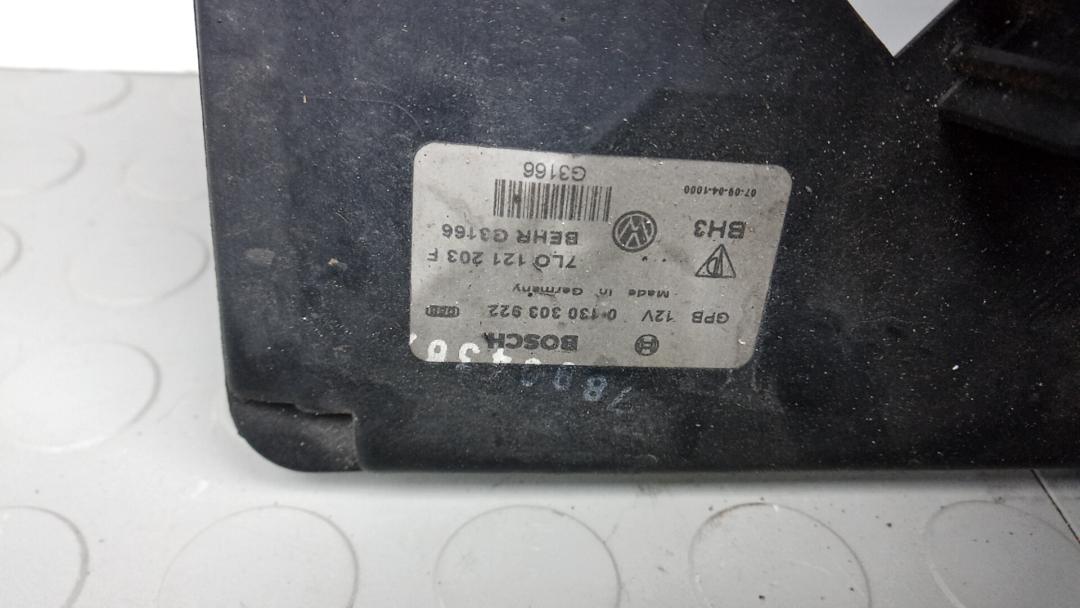 BOSCH
GPB 12V 0 130 303 922
Made in Germany
7L0 121 203 F
BH3 BEHR G3166
07-09-04-1000
G3166